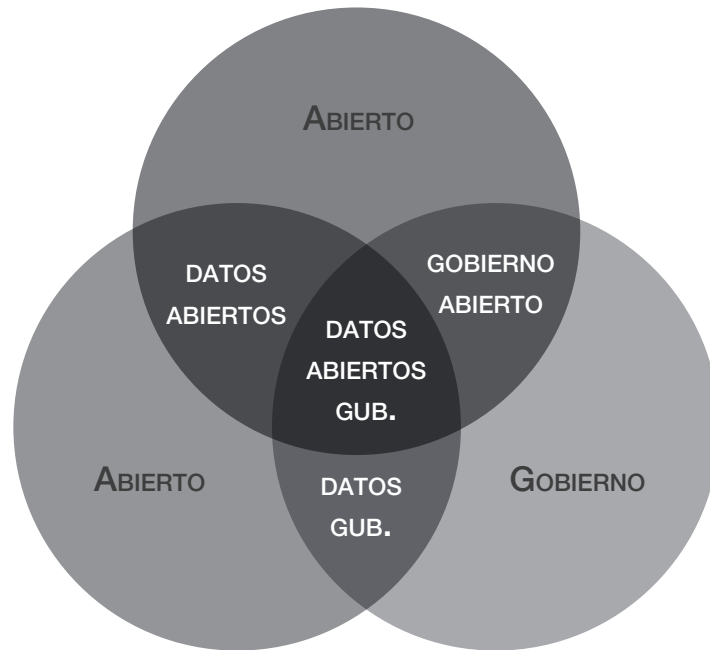 Abierto
DATOS
ABIERTOS
GOBIERNO
ABIERTO
DATOS
ABIERTOS
GUB.
Abierto
Gobierno
DATOS
GUB.